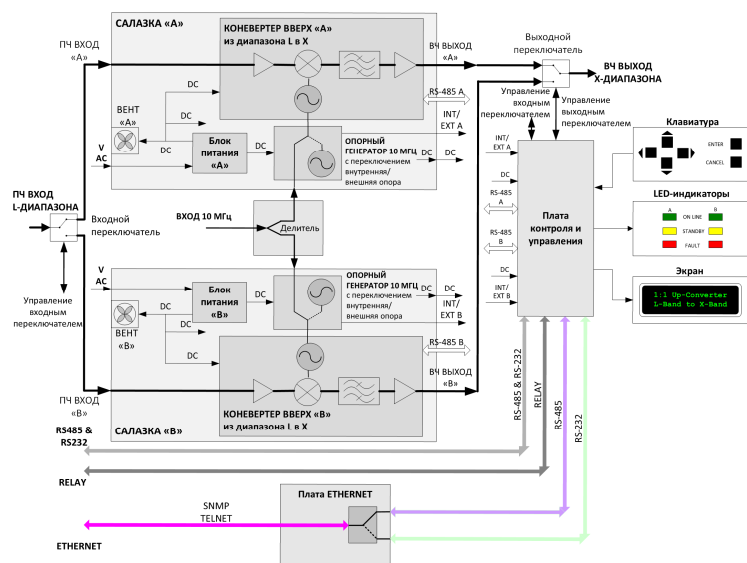 САЛАЗКА «А»
КОНЕВЕРТЕР ВВЕРХ «А»
из диапазона L в X
ПЧ ВХОД
«А»
ВЧ ВЫХОД
«А»
Выходной
переключатель
ВЧ ВЫХОД
X-ДИАПАЗОНА
DC
RS-485 A
Управление
входным
переключателем
Управление
выходным
переключателем
ВЕНТ
«А»
DC
DC
V
AC
Блок
питания
«А»
DC
ОПОРНЫЙ
ГЕНЕРАТОР 10 МГЦ
с переключением
внутренняя/
внешняя опора
INT/
EXT A
DC
DC
INT/
EXT A
DC
RS-485
A
RS-485
B
DC
INT/
EXT B
Плата
контроля и
управления
Клавиатура
ENTER
CANCEL
LED-индикаторы
A
B
ON LINE
STANDBY
FAULT
Экран
1:1 Up-Converter
L-Band to X-Band
ПЧ ВХОД
L-ДИАПАЗОНА
Входной
переключатель
ВХОД 10 МГц
Делитель
Управление
входным
переключателем
V
AC
Блок
питания
«В»
DC
ОПОРНЫЙ
ГЕНЕРАТОР 10 МГЦ
с переключением
внутренняя/
внешняя опора
DC
DC
INT/
EXT B
ВЕНТ
«В»
DC
DC
DC
RS-485 B
ПЧ ВХОД
«В»
ВЧ ВЫХОД
«В»
КОНЕВЕРТЕР ВВЕРХ «В»
из диапазона L в X
САЛАЗКА «В»
RS-485 & RS-232
RELAY
RS-485
RS-232
RS485 &
RS232
RELAY
Плата ETHERNET
SNMP
TELNET
ETHERNET